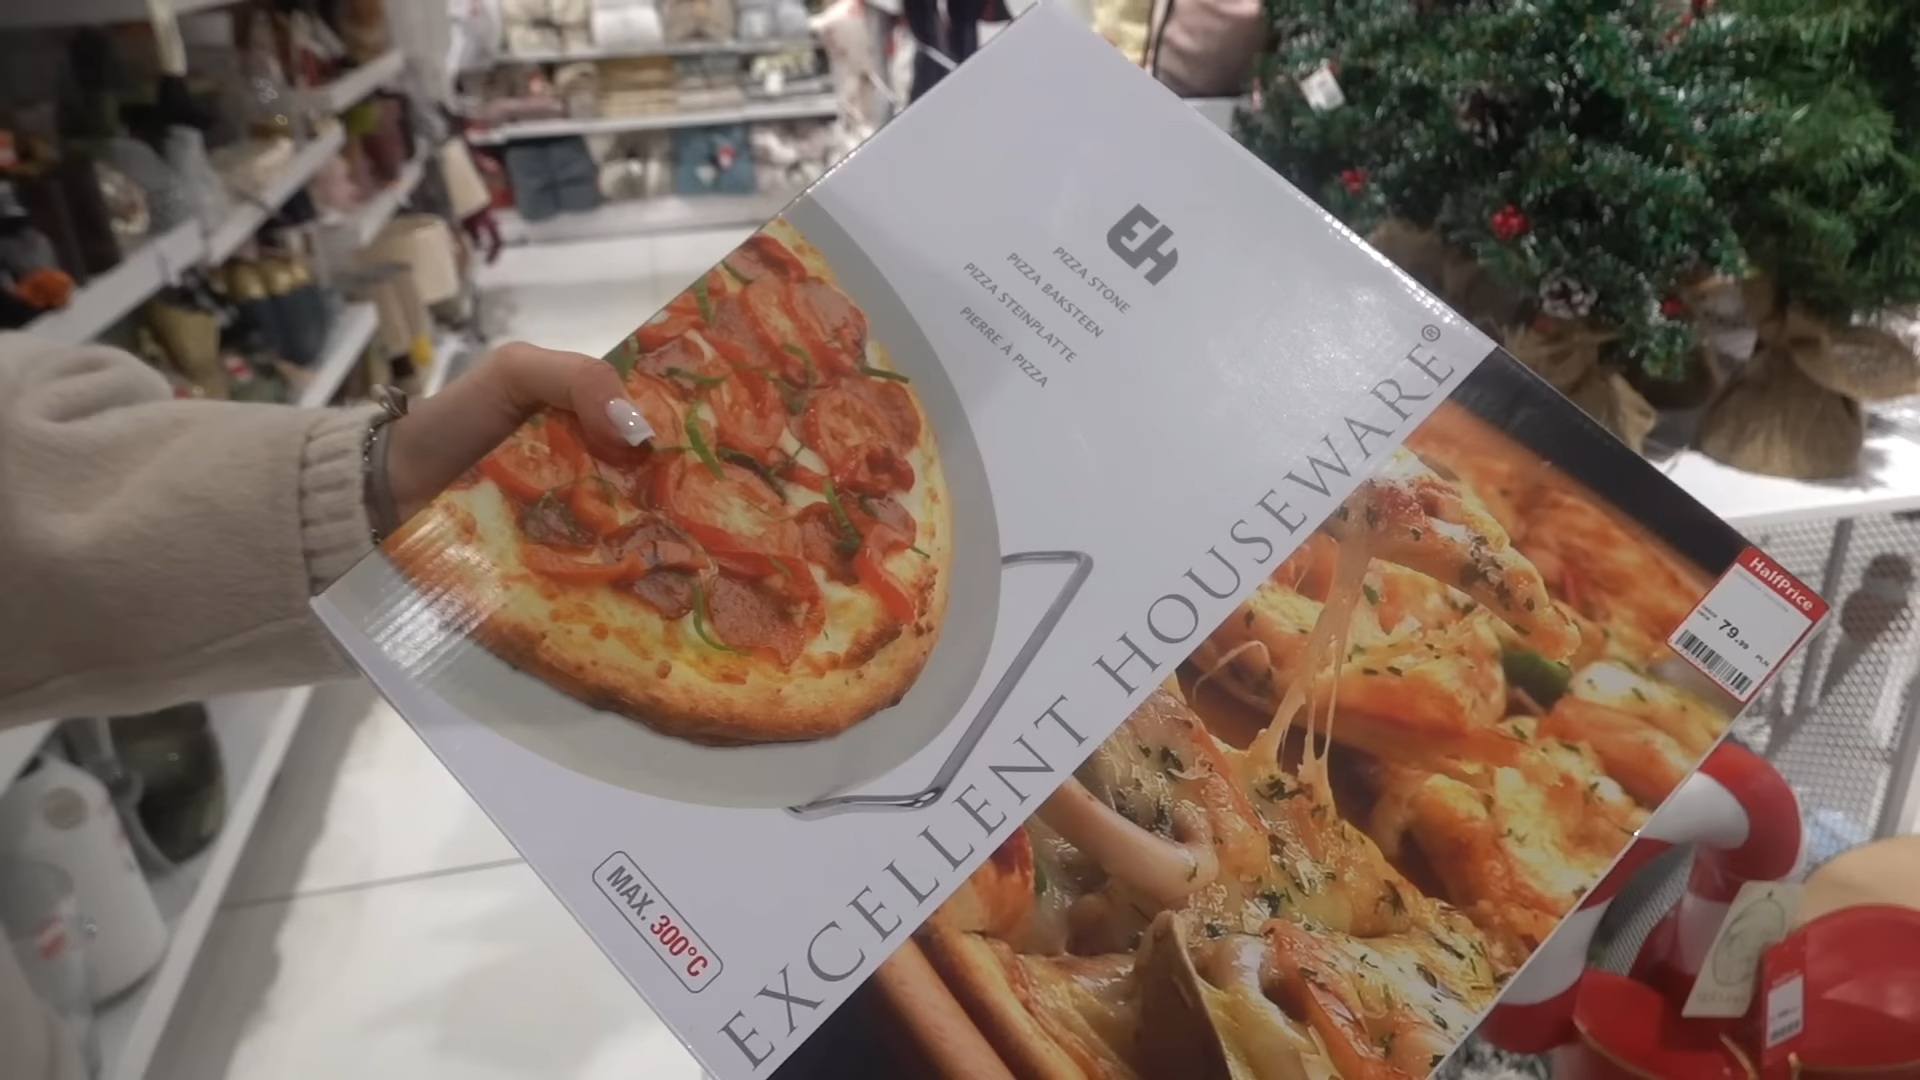 EH
PIZZA STONE
PIZZA BAKSTEEN
PIZZA STEINPLATTE
PIERRE À PIZZA
EXCELLENT HOUSEWARE®
MAX. 300°C
HalfPrice
79.99 PLN